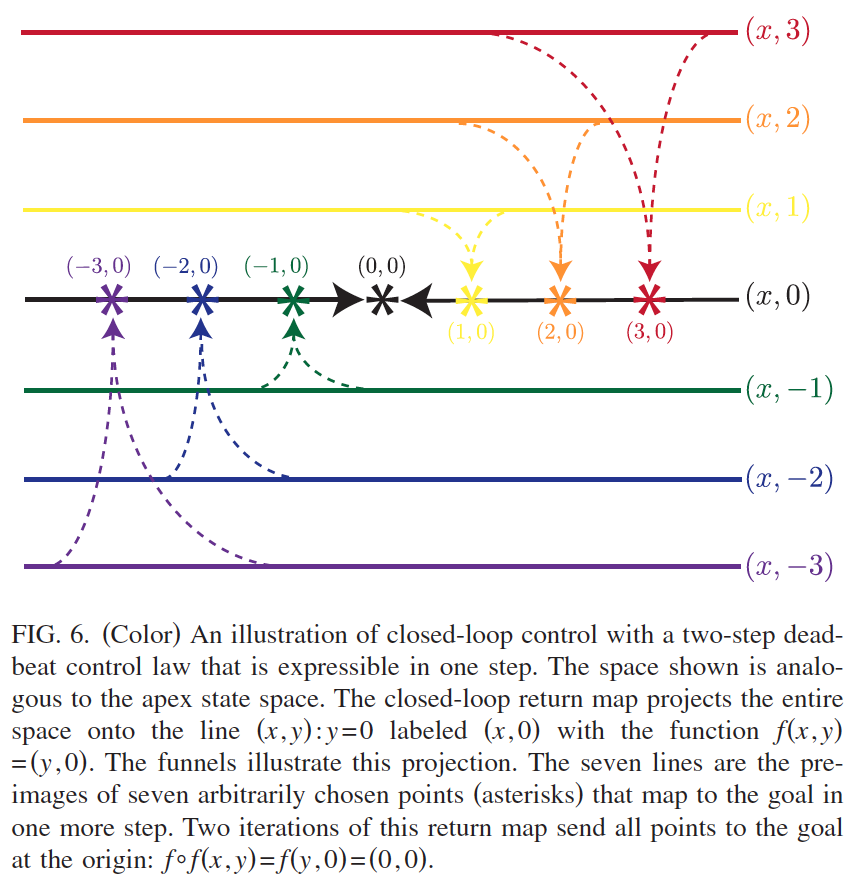 (x, 3)
(x, 2)
(x, 1)
(−3, 0) (−2, 0) (−1, 0) (0, 0)
(x, 0)
(1, 0) (2, 0) (3, 0)
(x, −1)
(x, −2)
(x, −3)
FIG. 6. (Color) An illustration of closed-loop control with a two-step dead-
beat control law that is expressible in one step. The space shown is analo-
gous to the apex state space. The closed-loop return map projects the entire
space onto the line (x,y):y=0 labeled (x,0) with the function f(x,y)
=(y,0). The funnels illustrate this projection. The seven lines are the pre-
images of seven arbitrarily chosen points (asterisks) that map to the goal in
one more step. Two iterations of this return map send all points to the goal
at the origin: f∘f(x,y)=f(y,0)=(0,0).